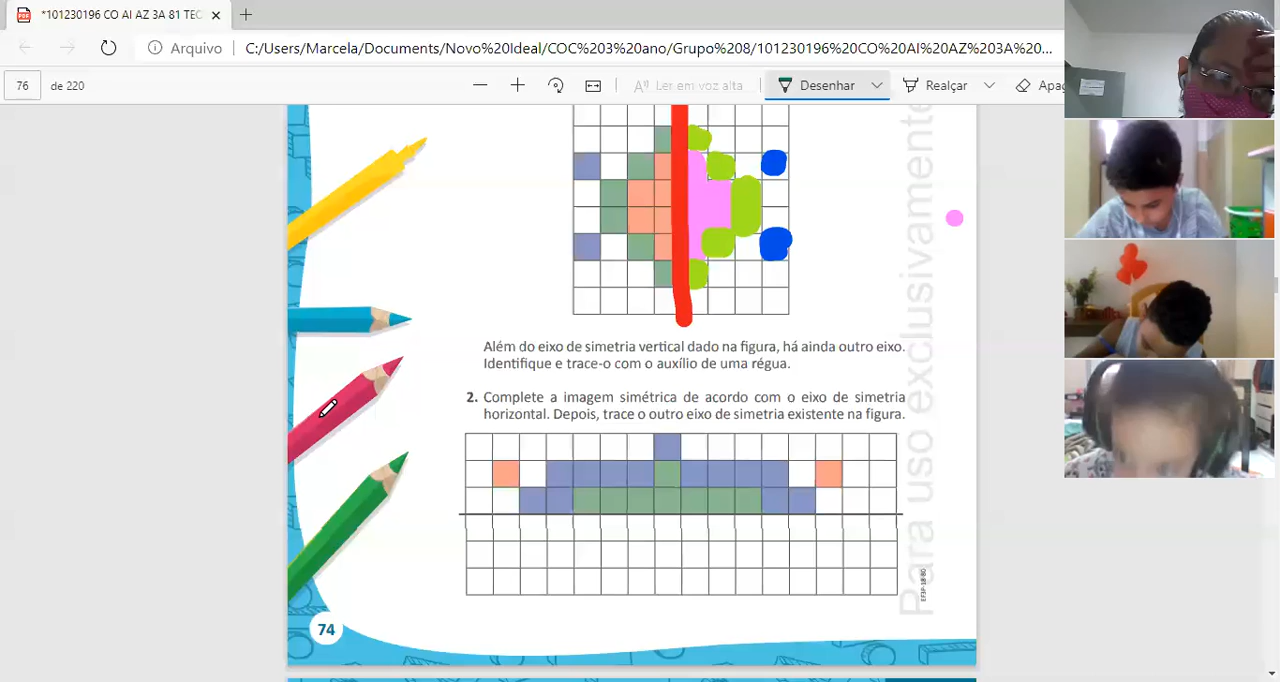 *101230196 CO AI AZ 3A 81 TEC
Arquivo
C:/Users/Marcela/Documents/Novo%20Ideal/COC%203%20ano/Grupo%208/101230196%20CO%20AI%20AZ%203A%20...
76 de 220
Ler em voz alta
Desenhar
Realçar
Apag
Além do eixo de simetria vertical dado na figura, há ainda outro eixo.
Identifique e trace-o com o auxílio de uma régua.
2. Complete a imagem simétrica de acordo com o eixo de simetria
horizontal. Depois, trace o outro eixo de simetria existente na figura.
Para uso exclusivamente
EF3P-18-80
74